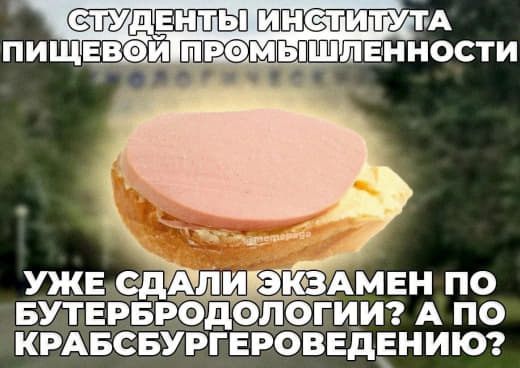 СТУДЕНТЫ ИНСТИТУТА
ПИЩЕВОЙ ПРОМЫШЛЕННОСТИ
УЖЕ СДАЛИ ЭКЗАМЕН ПО
БУТЕРБРОДОЛОГИИ? А ПО
КРАБСБУРГЕРОВЕДЕНИЮ?